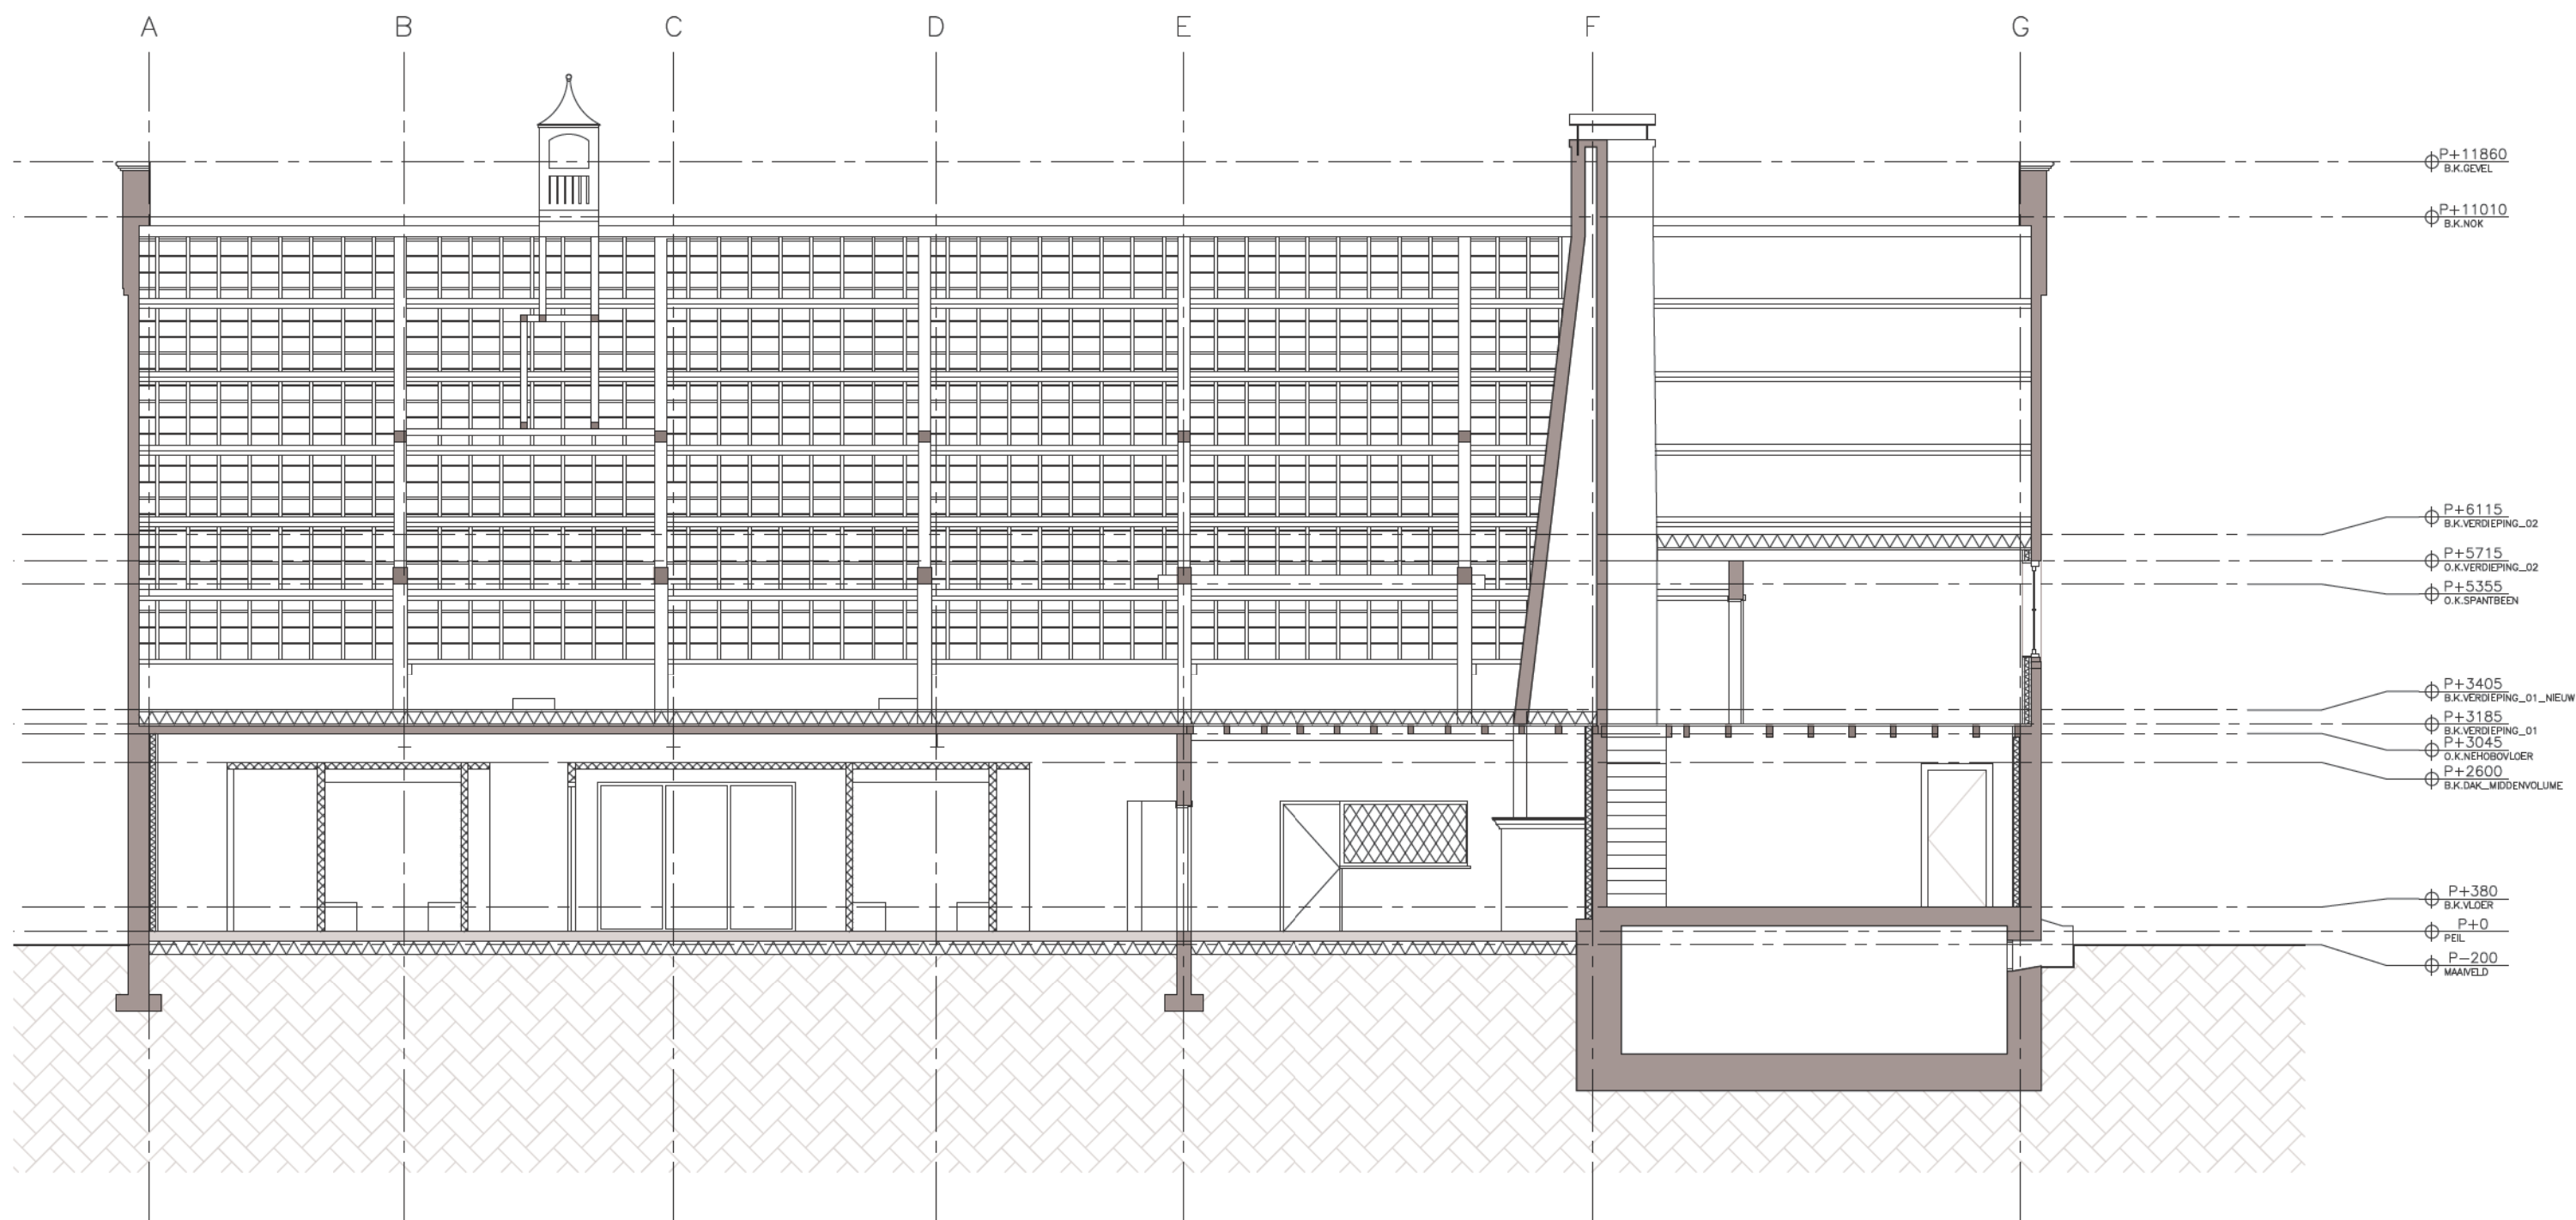 A B C D E F G
P+11860
B.K.GEVEL
P+11010
B.K.NOK
P+6115
B.K.VERDIEPING_02
P+5715
O.K.VERDIEPING_02
P+5355
O.K.SPANTBEEN
P+3405
B.K.VERDIEPING_01_NIEUW
P+3185
B.K.VERDIEPING_01
P+3045
O.K.NEHOBOVLOER
P+2600
B.K.DAK_MIDDENVOLUME
P+380
B.K.VLOER
P+0
PEIL
P-200
MAAIVELD